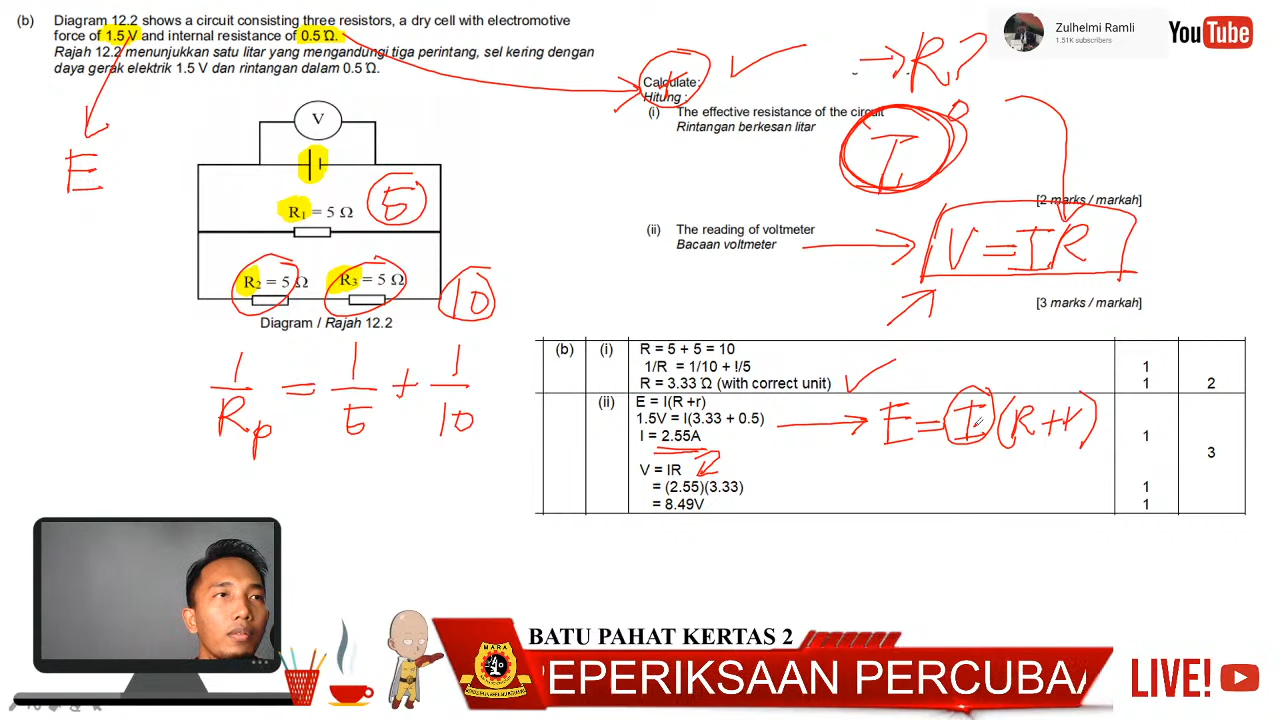 (b) Diagram 12.2 shows a circuit consisting three resistors, a dry cell with electromotive
force of 1.5 V and internal resistance of 0.5 Ω.
Rajah 12.2 menunjukkan satu litar yang mengandungi tiga perintang, sel kering dengan
daya gerak elektrik 1.5 V dan rintangan dalam 0.5 Ω.
E
V
R1 = 5 Ω
5
R2 = 5 Ω
R3 = 5 Ω
10
Diagram / Rajah 12.2
1/Rp = 1/5 + 1/10
Zulhelmi Ramli
1.51K subscribers
YouTube
R?
Calculate:
Hitung :
r
(i) The effective resistance of the circuit
Rintangan berkesan litar
I
[2 marks / markah]
(ii) The reading of voltmeter
Bacaan voltmeter
V = IR
[3 marks / markah]
(b) (i) R = 5 + 5 = 10
1/R = 1/10 + !/5 1
R = 3.33 Ω (with correct unit) 1 2
(ii) E = I(R +r)
1.5V = I(3.33 + 0.5)
I = 2.55A 1 3
E = I (R+r)
V = IR
= (2.55)(3.33) 1
= 8.49V 1
MARA
BATU PAHAT KERTAS 2
PEPERIKSAAN PERCUBAA
LIVE!